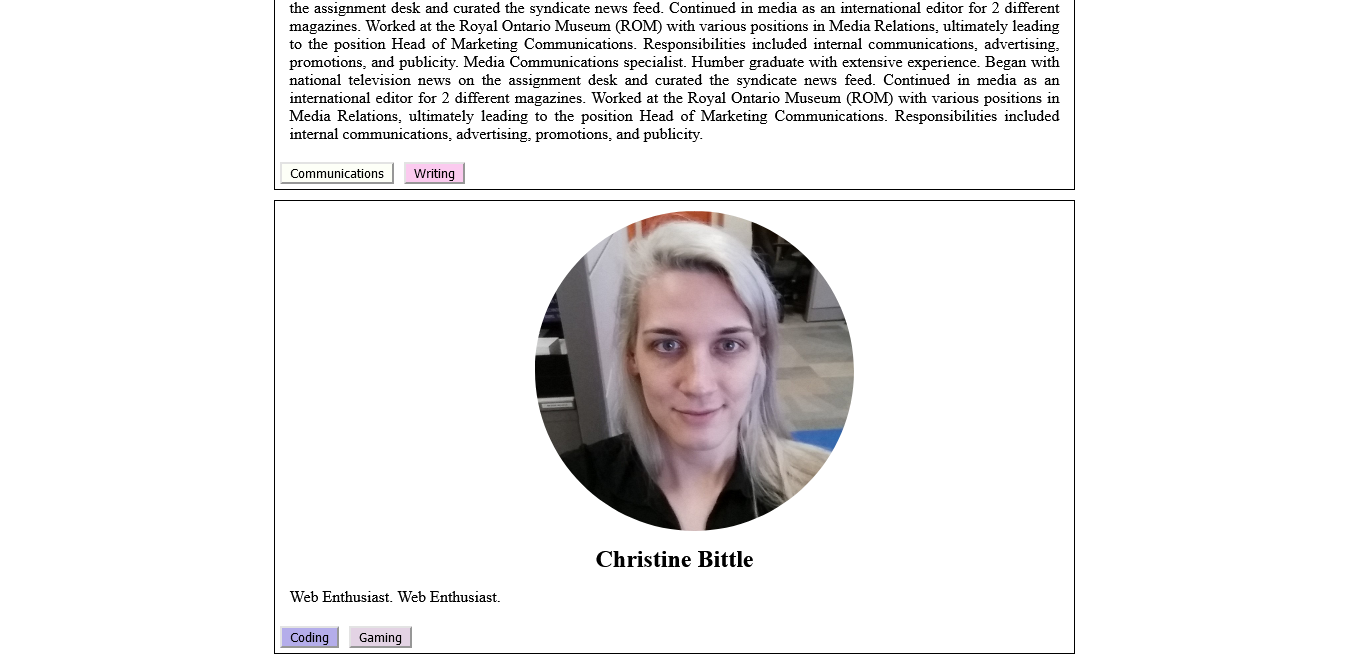 the assignment desk and curated the syndicate news feed. Continued in media as an international editor for 2 different
magazines. Worked at the Royal Ontario Museum (ROM) with various positions in Media Relations, ultimately leading
to the position Head of Marketing Communications. Responsibilities included internal communications, advertising,
promotions, and publicity. Media Communications specialist. Humber graduate with extensive experience. Began with
national television news on the assignment desk and curated the syndicate news feed. Continued in media as an
international editor for 2 different magazines. Worked at the Royal Ontario Museum (ROM) with various positions in
Media Relations, ultimately leading to the position Head of Marketing Communications. Responsibilities included
internal communications, advertising, promotions, and publicity.
Communications Writing
Christine Bittle
Web Enthusiast. Web Enthusiast.
Coding Gaming